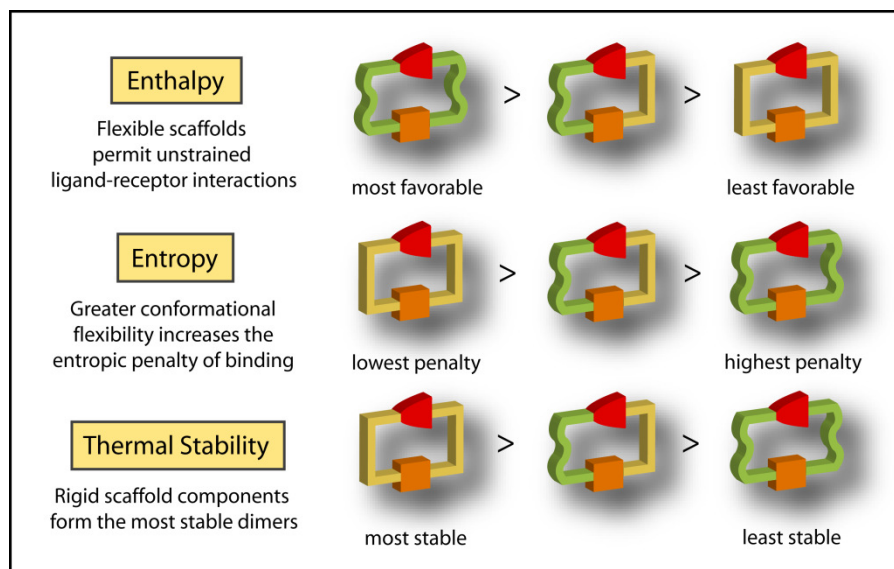 Enthalpy
Flexible scaffolds
permit unstrained
ligand-receptor interactions
> >
most favorable least favorable
Entropy
Greater conformational
flexibility increases the
entropic penalty of binding
> >
lowest penalty highest penalty
Thermal Stability
Rigid scaffold components
form the most stable dimers
> >
most stable least stable